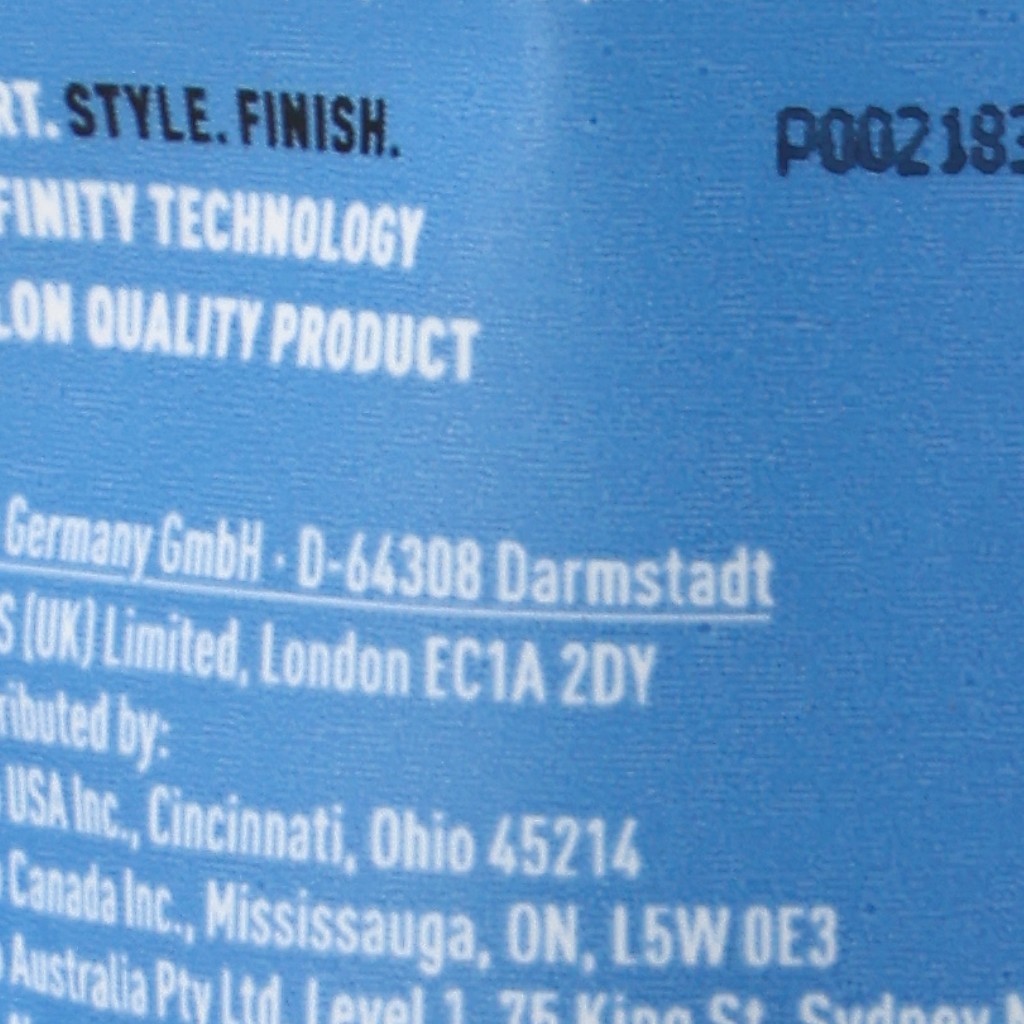 RT. STYLE. FINISH.
P002183
FINITY TECHNOLOGY
LON QUALITY PRODUCT
Germany GmbH · D-64308 Darmstadt
S (UK) Limited, London EC1A 2DY
ributed by:
USA Inc., Cincinnati, Ohio 45214
Canada Inc., Mississauga, ON, L5W 0E3
Australia Pty Ltd, Level 1, 75 King St, Sydney